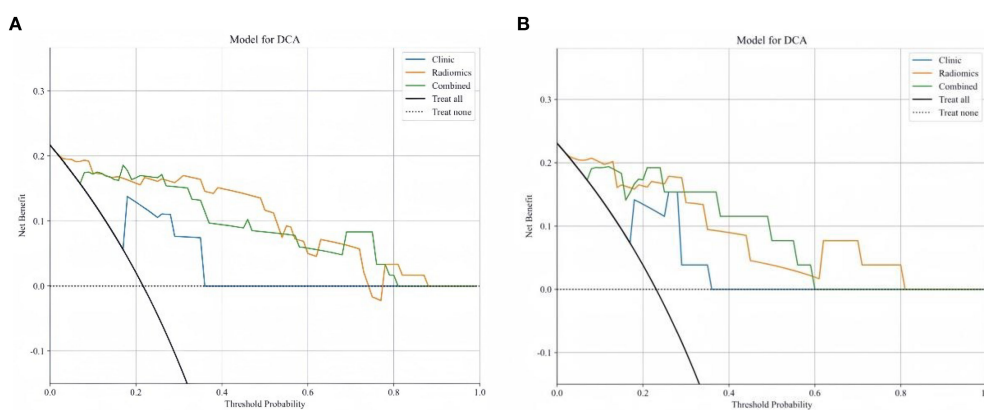 A
Model for DCA
Clinic
Radiomics
Combined
Treat all
Treat none
0.3
0.2
0.1
0.0
-0.1
Net Benefit
0.0 0.2 0.4 0.6 0.8 1.0
Threshold Probability
B
Model for DCA
Clinic
Radiomics
Combined
Treat all
Treat none
0.3
0.2
0.1
0.0
-0.1
Net Benefit
0.0 0.2 0.4 0.6 0.8
Threshold Probability